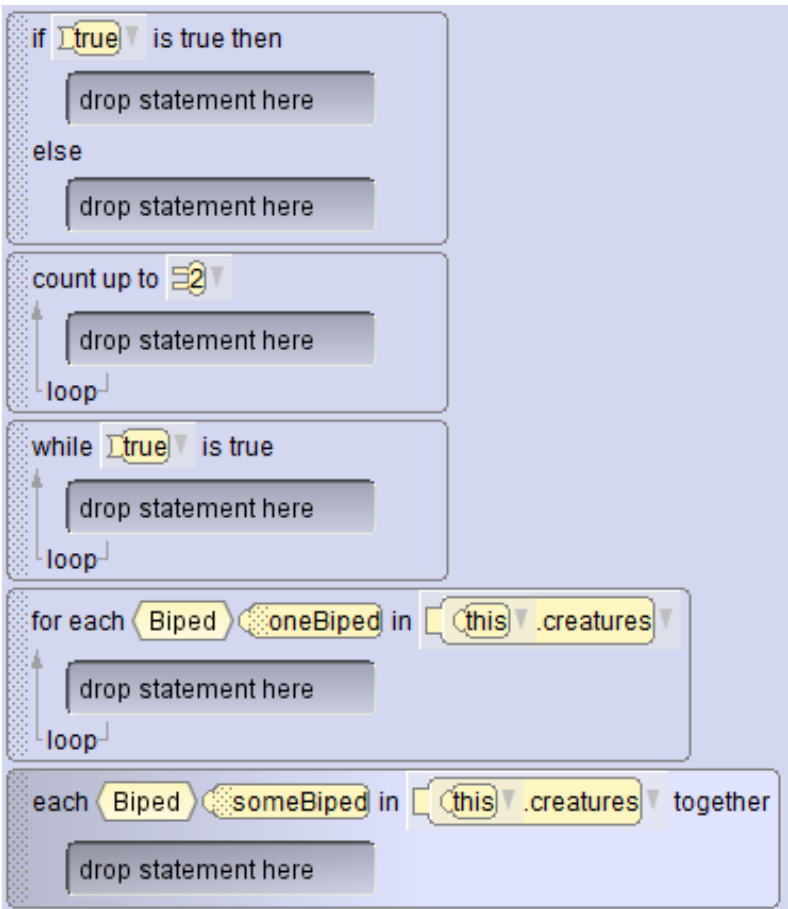 if true is true then
drop statement here
else
drop statement here
count up to 2
drop statement here
loop
while true is true
drop statement here
loop
for each Biped oneBiped in this .creatures
drop statement here
loop
each Biped someBiped in this .creatures together
drop statement here